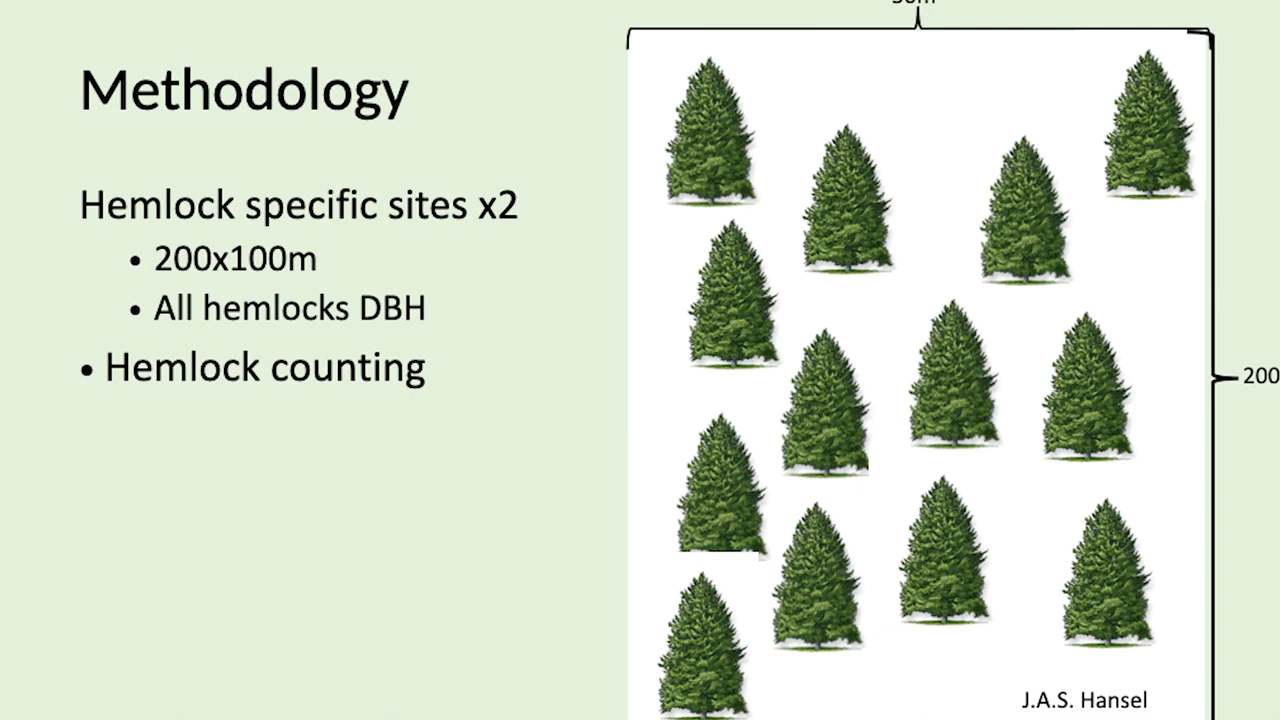 Methodology
Hemlock specific sites x2
• 200x100m
• All hemlocks DBH
• Hemlock counting
200
J.A.S. Hansel